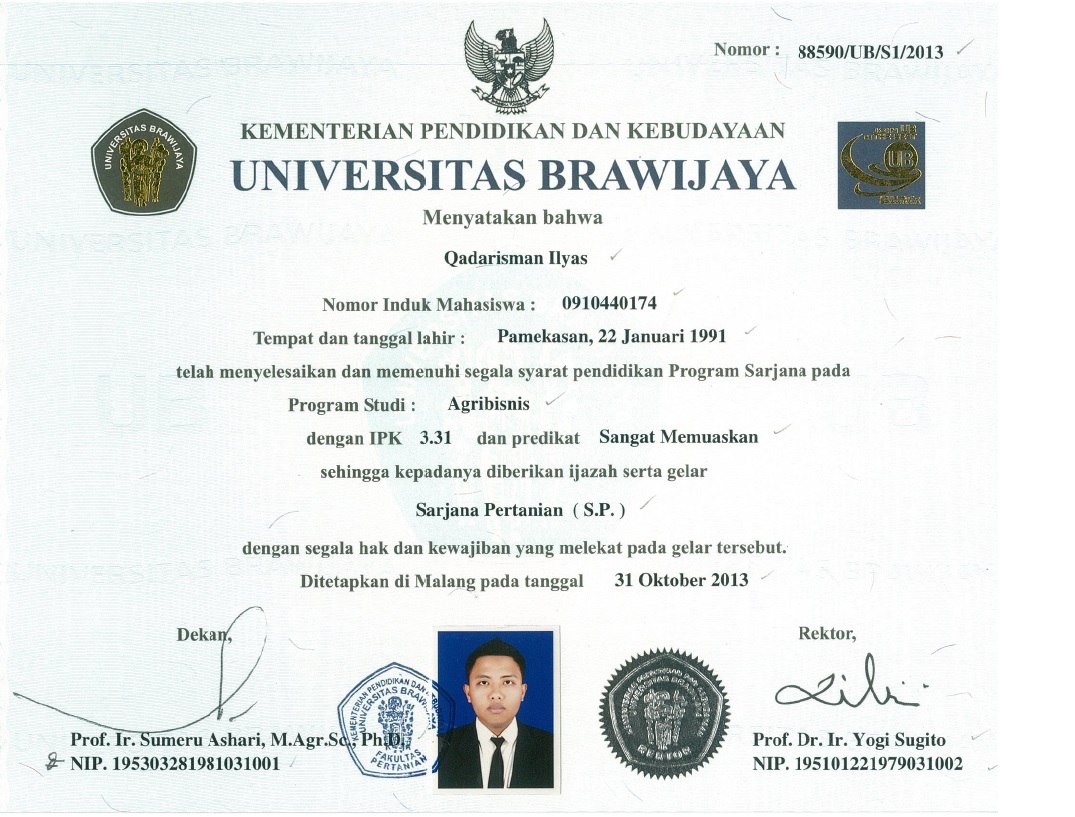 Nomor : 88590/UB/S1/2013
UNIVERSITAS BRAWIJAYA
KEMENTERIAN PENDIDIKAN DAN KEBUDAYAAN
UNIVERSITAS BRAWIJAYA
UB
Menyatakan bahwa
Qadarisman Ilyas
Nomor Induk Mahasiswa : 0910440174
Tempat dan tanggal lahir : Pamekasan, 22 Januari 1991
telah menyelesaikan dan memenuhi segala syarat pendidikan Program Sarjana pada
Program Studi : Agribisnis
dengan IPK 3.31 dan predikat Sangat Memuaskan
sehingga kepadanya diberikan ijazah serta gelar
Sarjana Pertanian ( S.P. )
dengan segala hak dan kewajiban yang melekat pada gelar tersebut.
Ditetapkan di Malang pada tanggal 31 Oktober 2013
Dekan,
Rektor,
KEMENTERIAN PENDIDIKAN DAN
UNIVERSITAS BRAWIJAYA
FAKULTAS
PERTANIAN
REKTOR
Prof. Ir. Sumeru Ashari, M.Agr.Sc., Ph.D.
NIP. 195303281981031001
Prof. Dr. Ir. Yogi Sugito
NIP. 195101221979031002